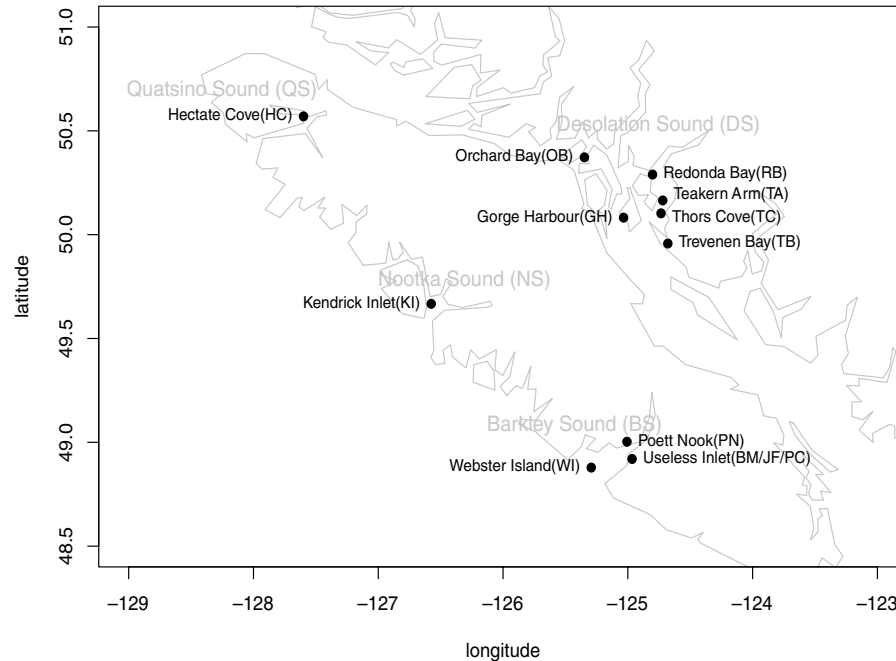 51.0
Quatsino Sound (QS)
Hectate Cove(HC)
50.5
Desolation Sound (DS)
Orchard Bay(OB)
Redonda Bay(RB)
Teakern Arm(TA)
Gorge Harbour(GH)
Thors Cove(TC)
50.0
Trevenen Bay(TB)
latitude
Nootka Sound (NS)
Kendrick Inlet(KI)
49.5
Barkley Sound (BS)
49.0
Poett Nook(PN)
Useless Inlet(BM/JF/PC)
Webster Island(WI)
48.5
−129 −128 −127 −126 −125 −124 −123
longitude